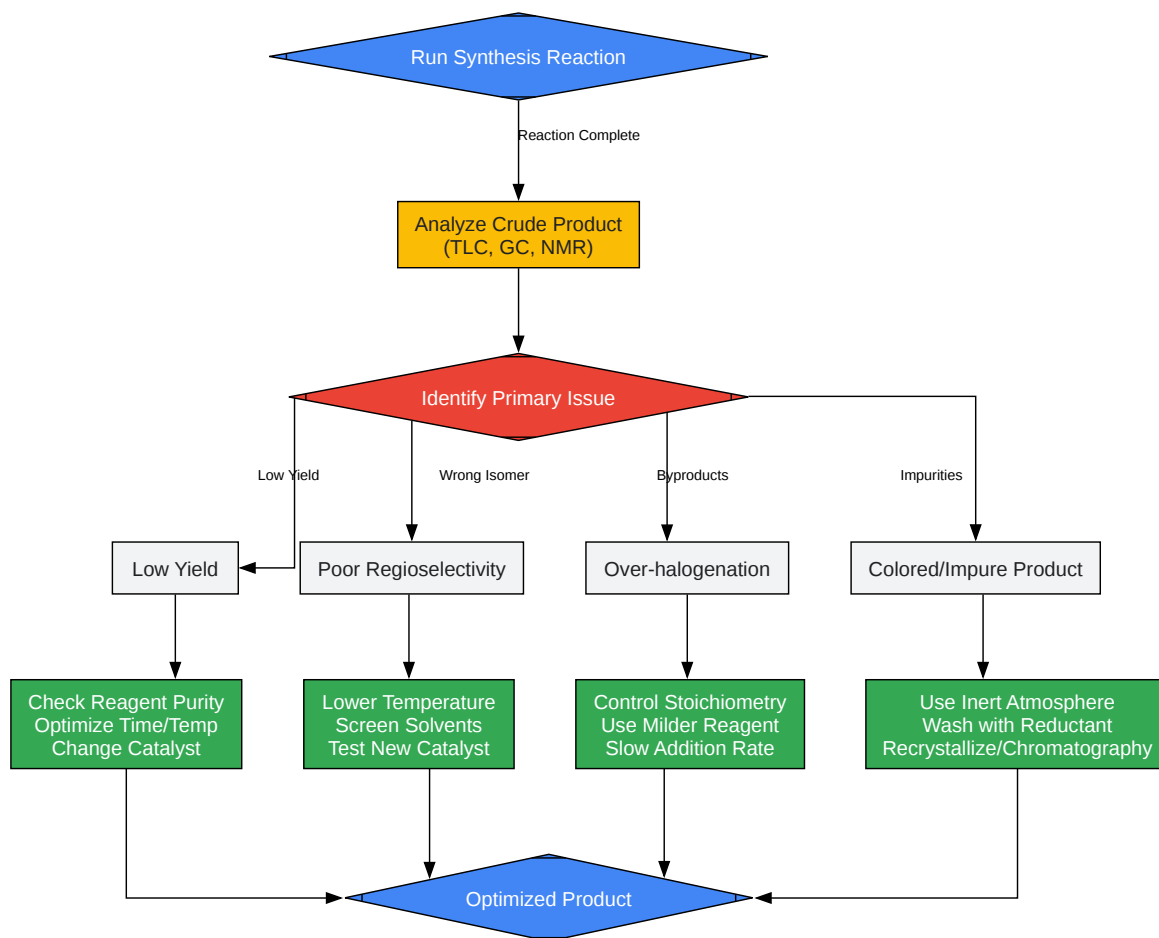 Run Synthesis Reaction
Reaction Complete
Analyze Crude Product
(TLC, GC, NMR)
Identify Primary Issue
Low Yield
Wrong Isomer
Byproducts
Impurities
Low Yield
Poor Regioselectivity
Over-halogenation
Colored/Impure Product
Check Reagent Purity
Optimize Time/Temp
Change Catalyst
Lower Temperature
Screen Solvents
Test New Catalyst
Control Stoichiometry
Use Milder Reagent
Slow Addition Rate
Use Inert Atmosphere
Wash with Reductant
Recrystallize/Chromatography
Optimized Product